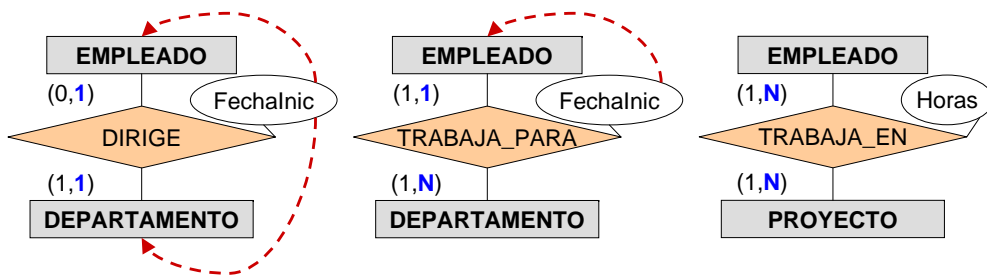 EMPLEADO
(0,1)
FechaInic
DIRIGE
(1,1)
DEPARTAMENTO
EMPLEADO
(1,1)
FechaInic
TRABAJA_PARA
(1,N)
DEPARTAMENTO
EMPLEADO
(1,N)
Horas
TRABAJA_EN
(1,N)
PROYECTO